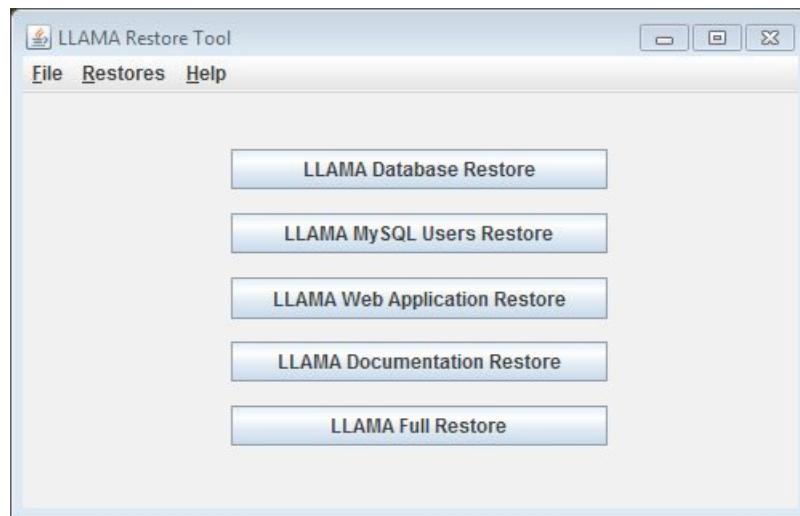 LLAMA Restore Tool
File Restores Help
LLAMA Database Restore
LLAMA MySQL Users Restore
LLAMA Web Application Restore
LLAMA Documentation Restore
LLAMA Full Restore